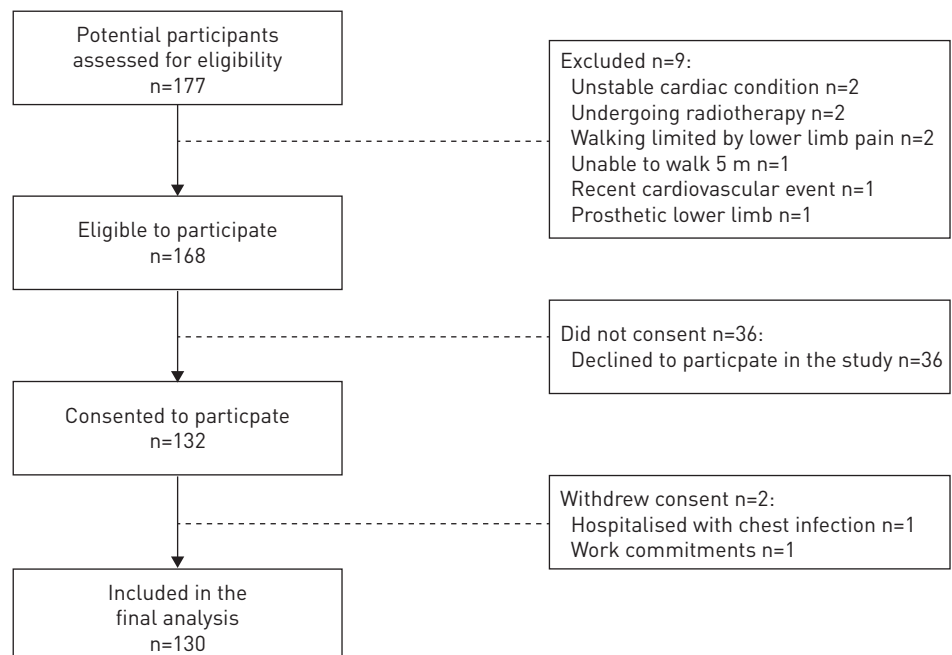 Potential participants
assessed for eligibility
n=177
Excluded n=9:
Unstable cardiac condition n=2
Undergoing radiotherapy n=2
Walking limited by lower limb pain n=2
Unable to walk 5 m n=1
Recent cardiovascular event n=1
Prosthetic lower limb n=1
Eligible to participate
n=168
Did not consent n=36:
Declined to particpate in the study n=36
Consented to particpate
n=132
Withdrew consent n=2:
Hospitalised with chest infection n=1
Work commitments n=1
Included in the
final analysis
n=130